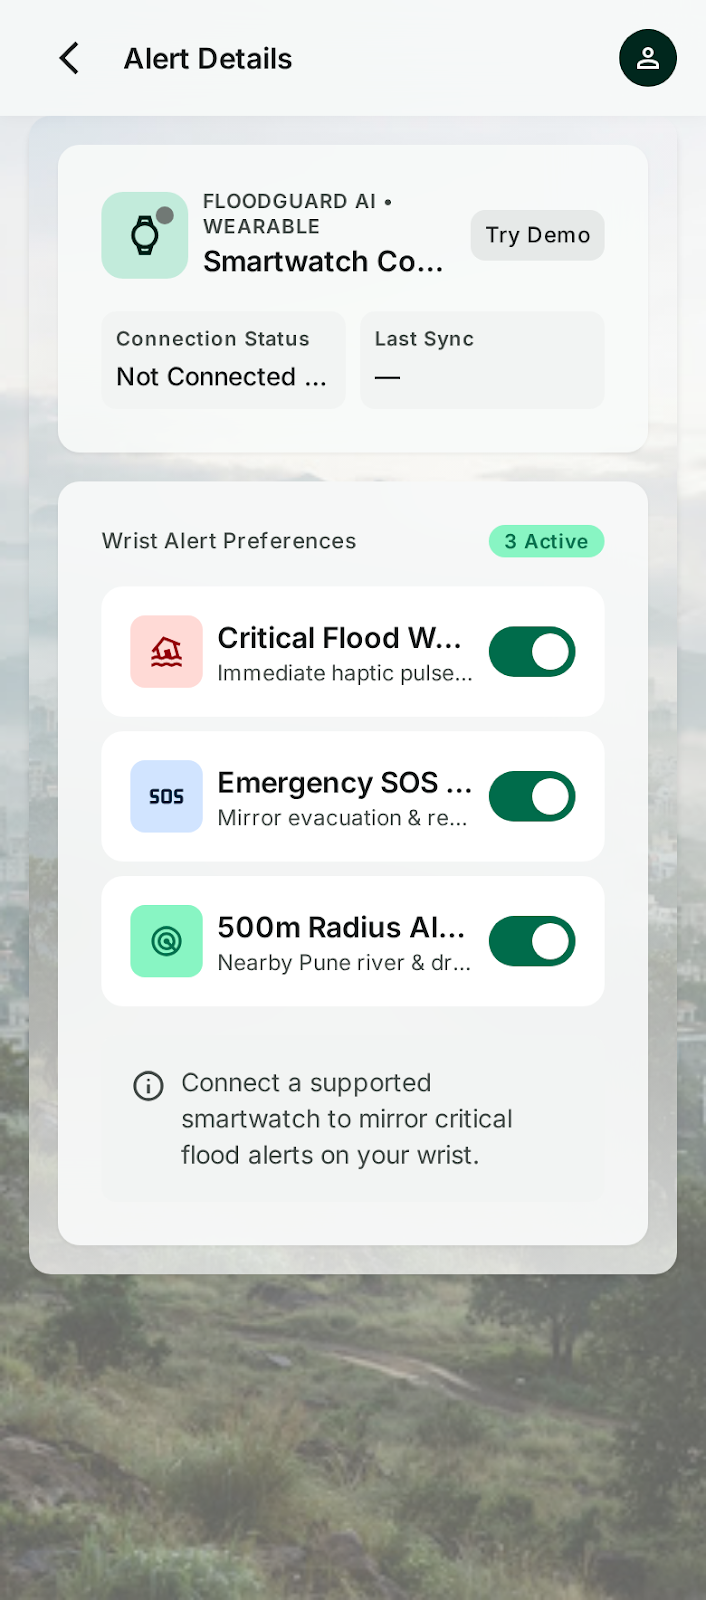 Alert Details
FLOODGUARD AI •
WEARABLE
Smartwatch Co...
Try Demo
Connection Status
Not Connected ...
Last Sync
—
Wrist Alert Preferences
3 Active
Critical Flood W...
Immediate haptic pulse...
SOS
Emergency SOS ...
Mirror evacuation & re...
500m Radius Al...
Nearby Pune river & dr...
Connect a supported
smartwatch to mirror critical
flood alerts on your wrist.